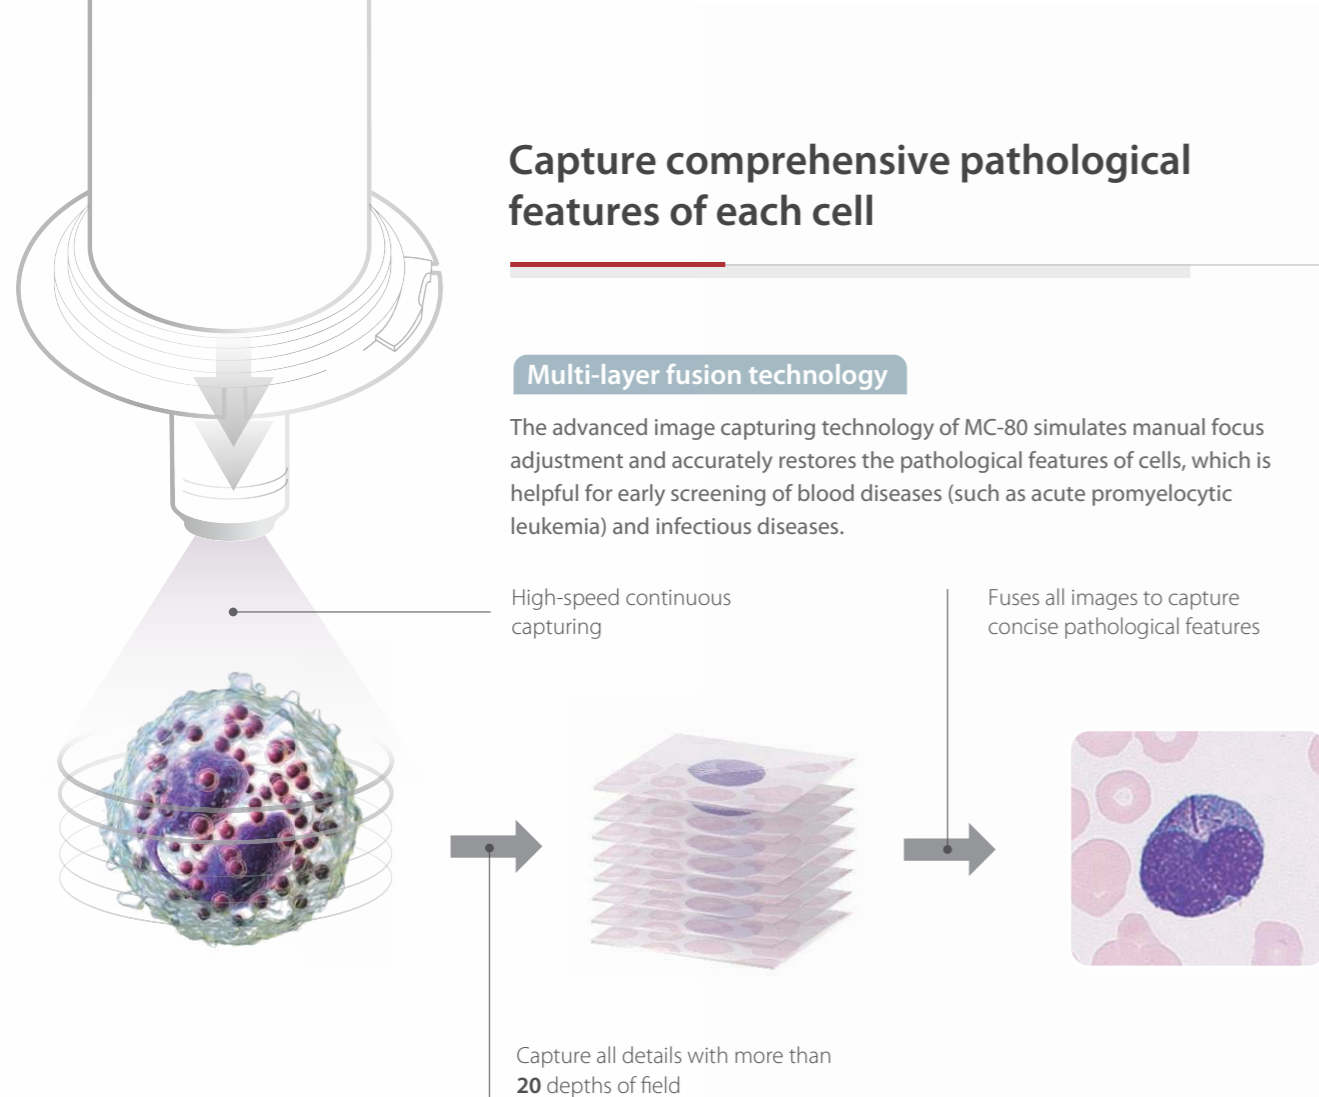 Capture comprehensive pathological
features of each cell
Multi-layer fusion technology
The advanced image capturing technology of MC-80 simulates manual focus
adjustment and accurately restores the pathological features of cells, which is
helpful for early screening of blood diseases (such as acute promyelocytic
leukemia) and infectious diseases.
High-speed continuous
capturing
Fuses all images to capture
concise pathological features
Capture all details with more than
20 depths of field